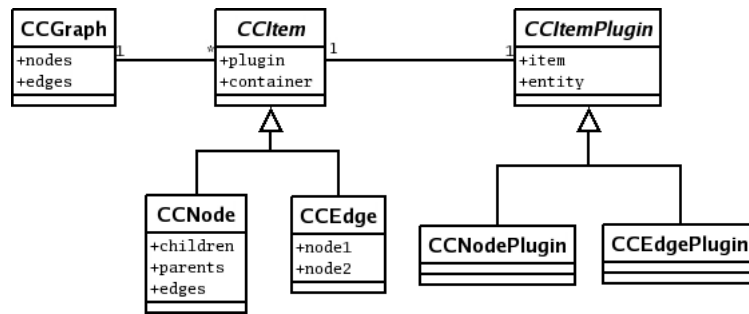 CCGraph
+nodes
+edges
1
*
CCItem
+plugin
+container
1
1
CCItemPlugin
+item
+entity
CCNode
+children
+parents
+edges
CCEdge
+node1
+node2
CCNodePlugin
CCEdgePlugin